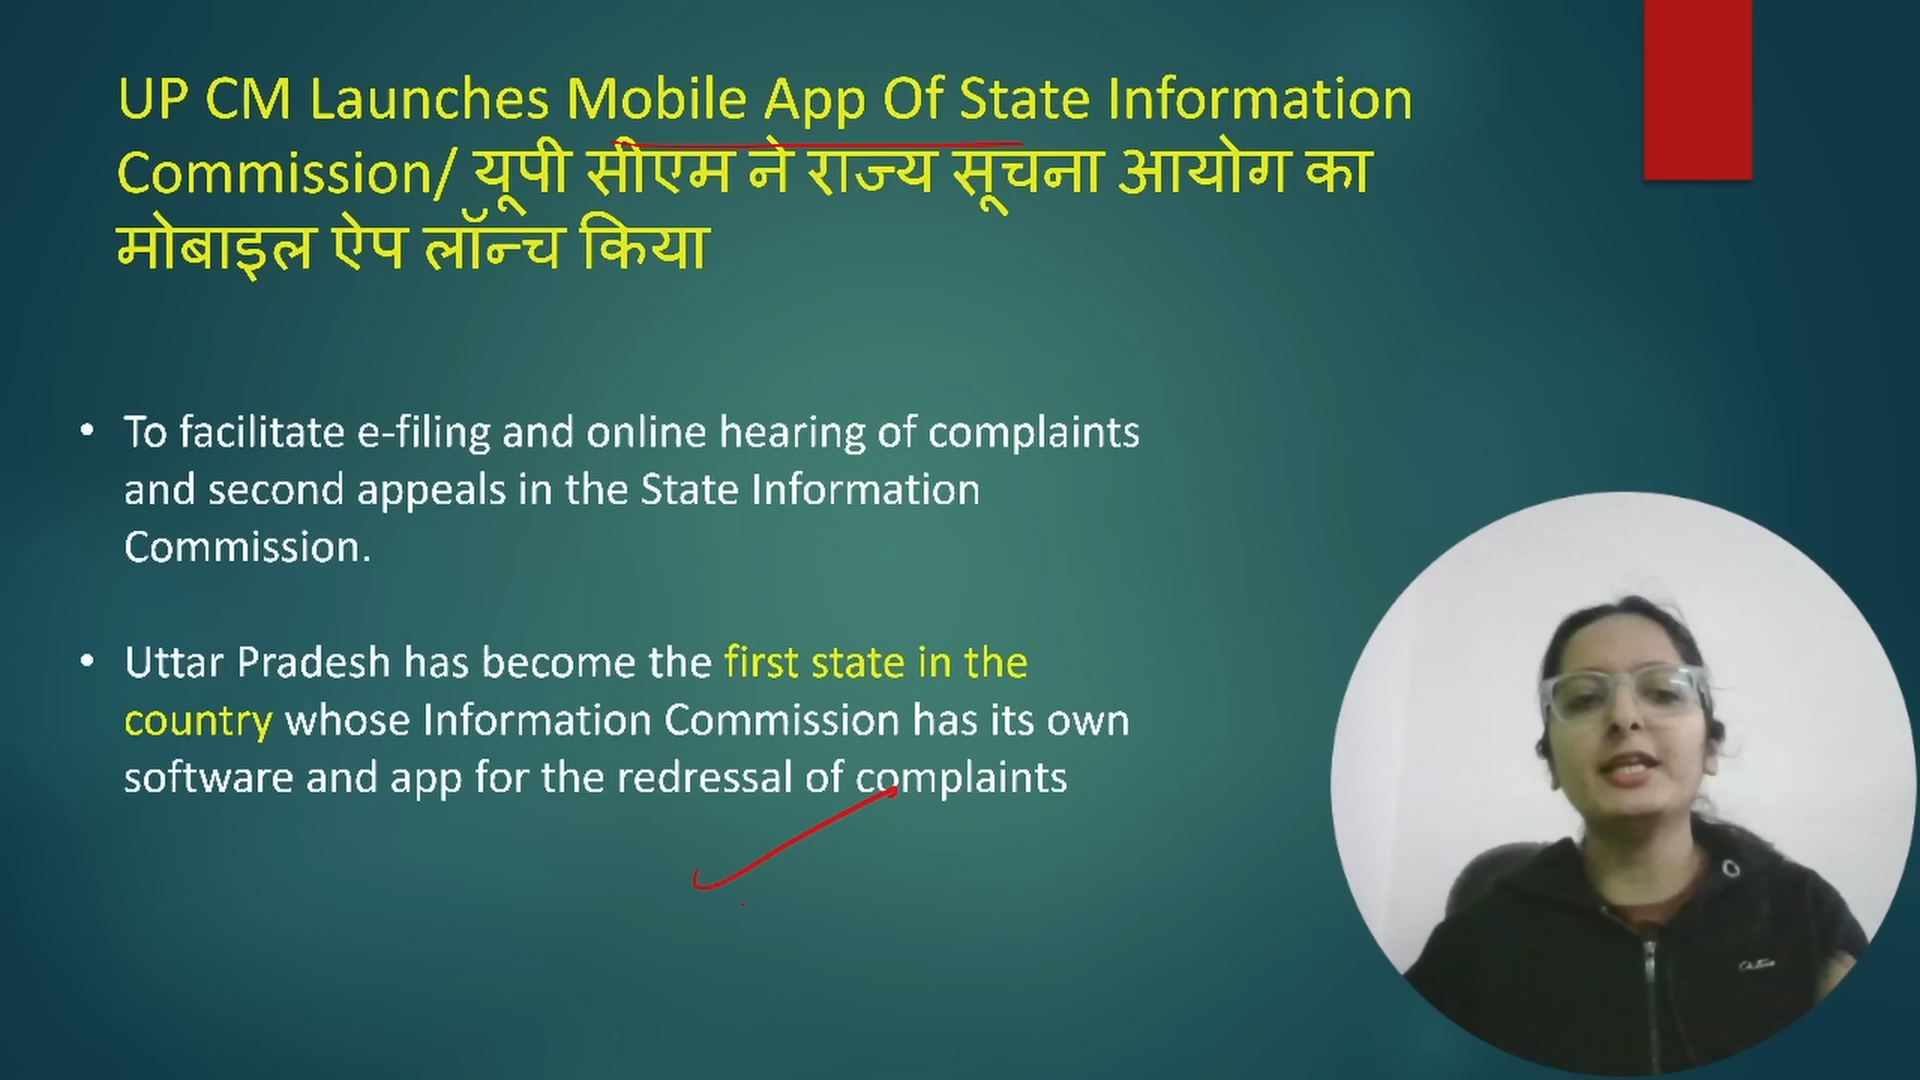 UP CM Launches Mobile App Of State Information
Commission/ यूपी सीएम ने राज्य सूचना आयोग का
मोबाइल ऐप लॉन्च किया
• To facilitate e-filing and online hearing of complaints
and second appeals in the State Information
Commission.
• Uttar Pradesh has become the first state in the
country whose Information Commission has its own
software and app for the redressal of complaints